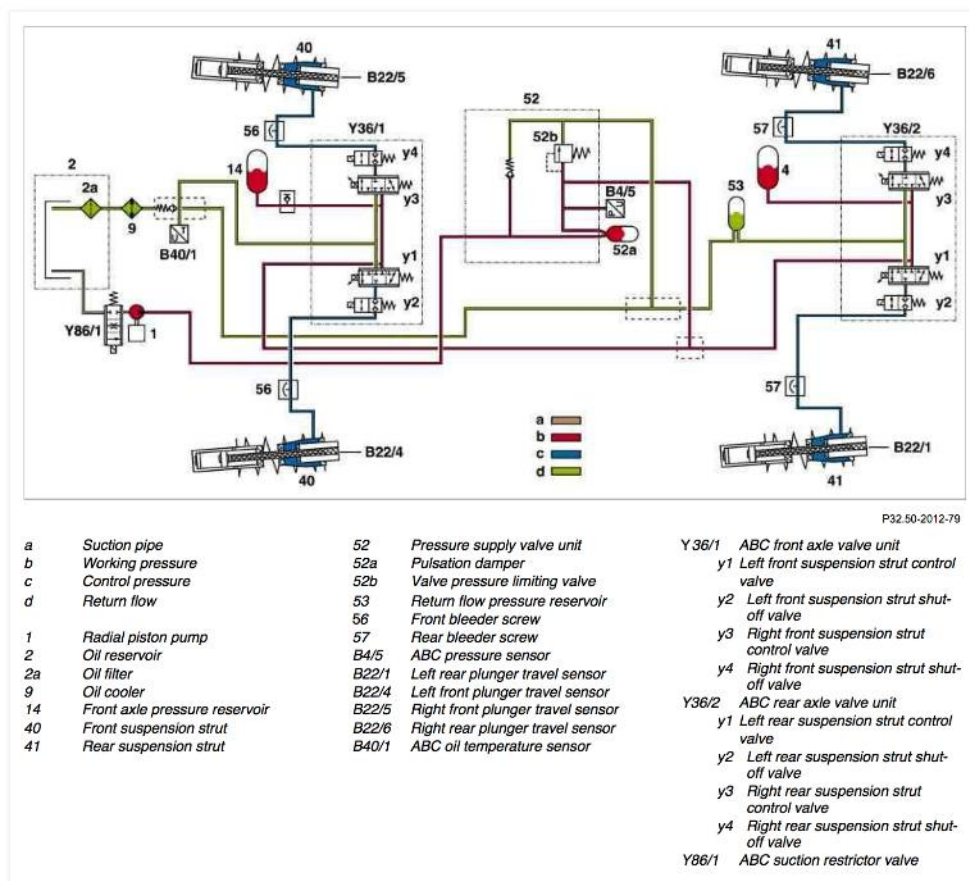 40
B22/5
41
B22/6
56
Y36/1
y4
52
52b
57
Y36/2
y4
2
14
4
2a
y3
B4/5
53
y3
9
B40/1
52a
y1
y1
y2
y2
Y86/1
1
56
57
a
b
B22/4
c
B22/1
40
d
41
P32.50-2012-79
a Suction pipe
b Working pressure
c Control pressure
d Return flow
1 Radial piston pump
2 Oil reservoir
2a Oil filter
9 Oil cooler
14 Front axle pressure reservoir
40 Front suspension strut
41 Rear suspension strut
52 Pressure supply valve unit
52a Pulsation damper
52b Valve pressure limiting valve
53 Return flow pressure reservoir
56 Front bleeder screw
57 Rear bleeder screw
B4/5 ABC pressure sensor
B22/1 Left rear plunger travel sensor
B22/4 Left front plunger travel sensor
B22/5 Right front plunger travel sensor
B22/6 Right rear plunger travel sensor
B40/1 ABC oil temperature sensor
Y 36/1 ABC front axle valve unit
y1 Left front suspension strut control
valve
y2 Left front suspension strut shut-
off valve
y3 Right front suspension strut
control valve
y4 Right front suspension strut shut-
off valve
Y36/2 ABC rear axle valve unit
y1 Left rear suspension strut control
valve
y2 Left rear suspension strut shut-
off valve
y3 Right rear suspension strut
control valve
y4 Right rear suspension strut shut-
off valve
Y86/1 ABC suction restrictor valve